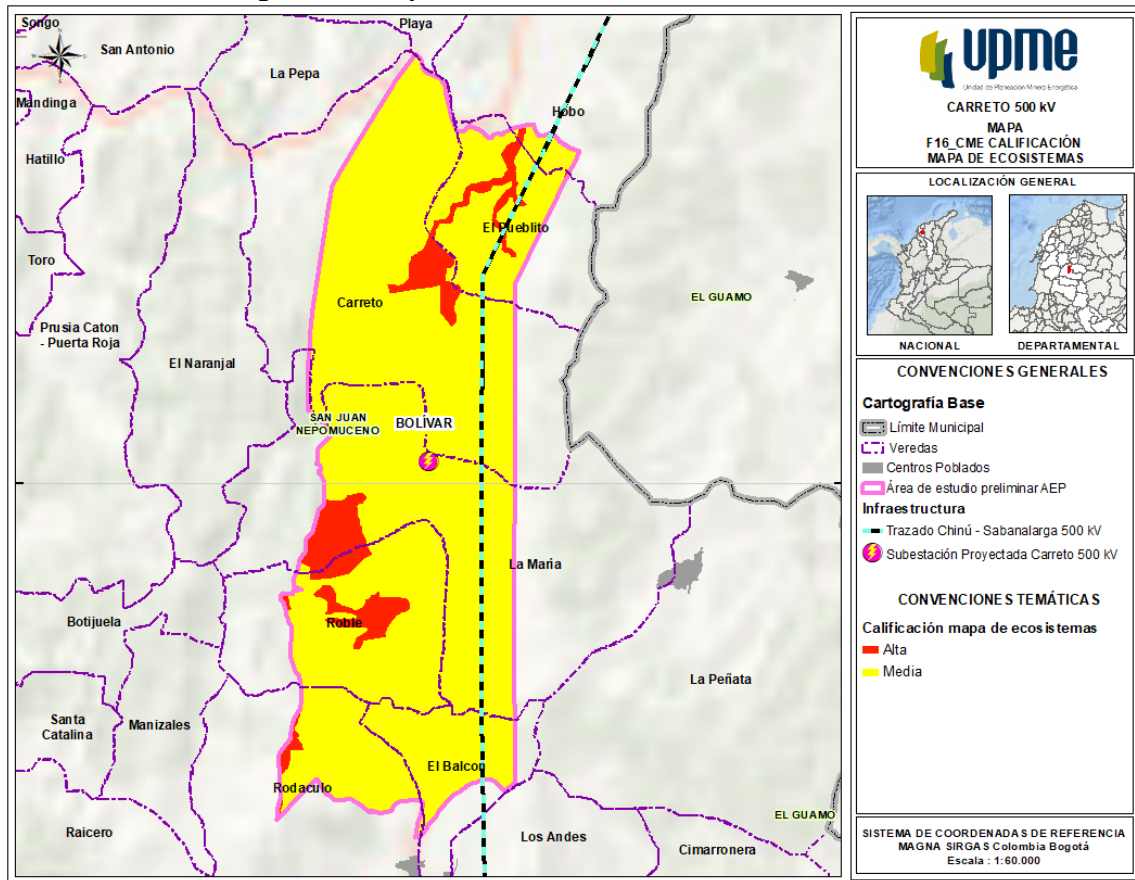 Songo
Playa
San Antonio
La Pepa
Mandinga
Hobo
Hatillo
El Pueblito
Toro
EL GUAMO
Carreto
Prusia Caton
- Puerta Roja
El Naranjal
SAN JUAN
NEPOMUCENO
BOLÍVAR
La María
Botijuela
Roble
La Peñata
Santa
Catalina
Manizales
El Balcon
Rodaculo
EL GUAMO
Raicero
Los Andes
Cimarronera
upme
Unidad de Planeación Minero Energética
CARRETO 500 kV
MAPA
F16_CME CALIFICACIÓN
MAPA DE ECOSISTEMAS
LOCALIZACIÓN GENERAL
NACIONAL
DEPARTAMENTAL
CONVENCIONES GENERALES
Cartografía Base
Límite Municipal
Veredas
Centros Poblados
Área de estudio preliminar AEP
Infraestructura
Trazado Chinú - Sabanalarga 500 kV
Subestación Proyectada Carreto 500 kV
CONVENCIONES TEMÁTICAS
Calificación mapa de ecosistemas
Alta
Media
SISTEMA DE COORDENADAS DE REFERENCIA
MAGNA SIRGAS Colombia Bogotá
Escala : 1:60.000